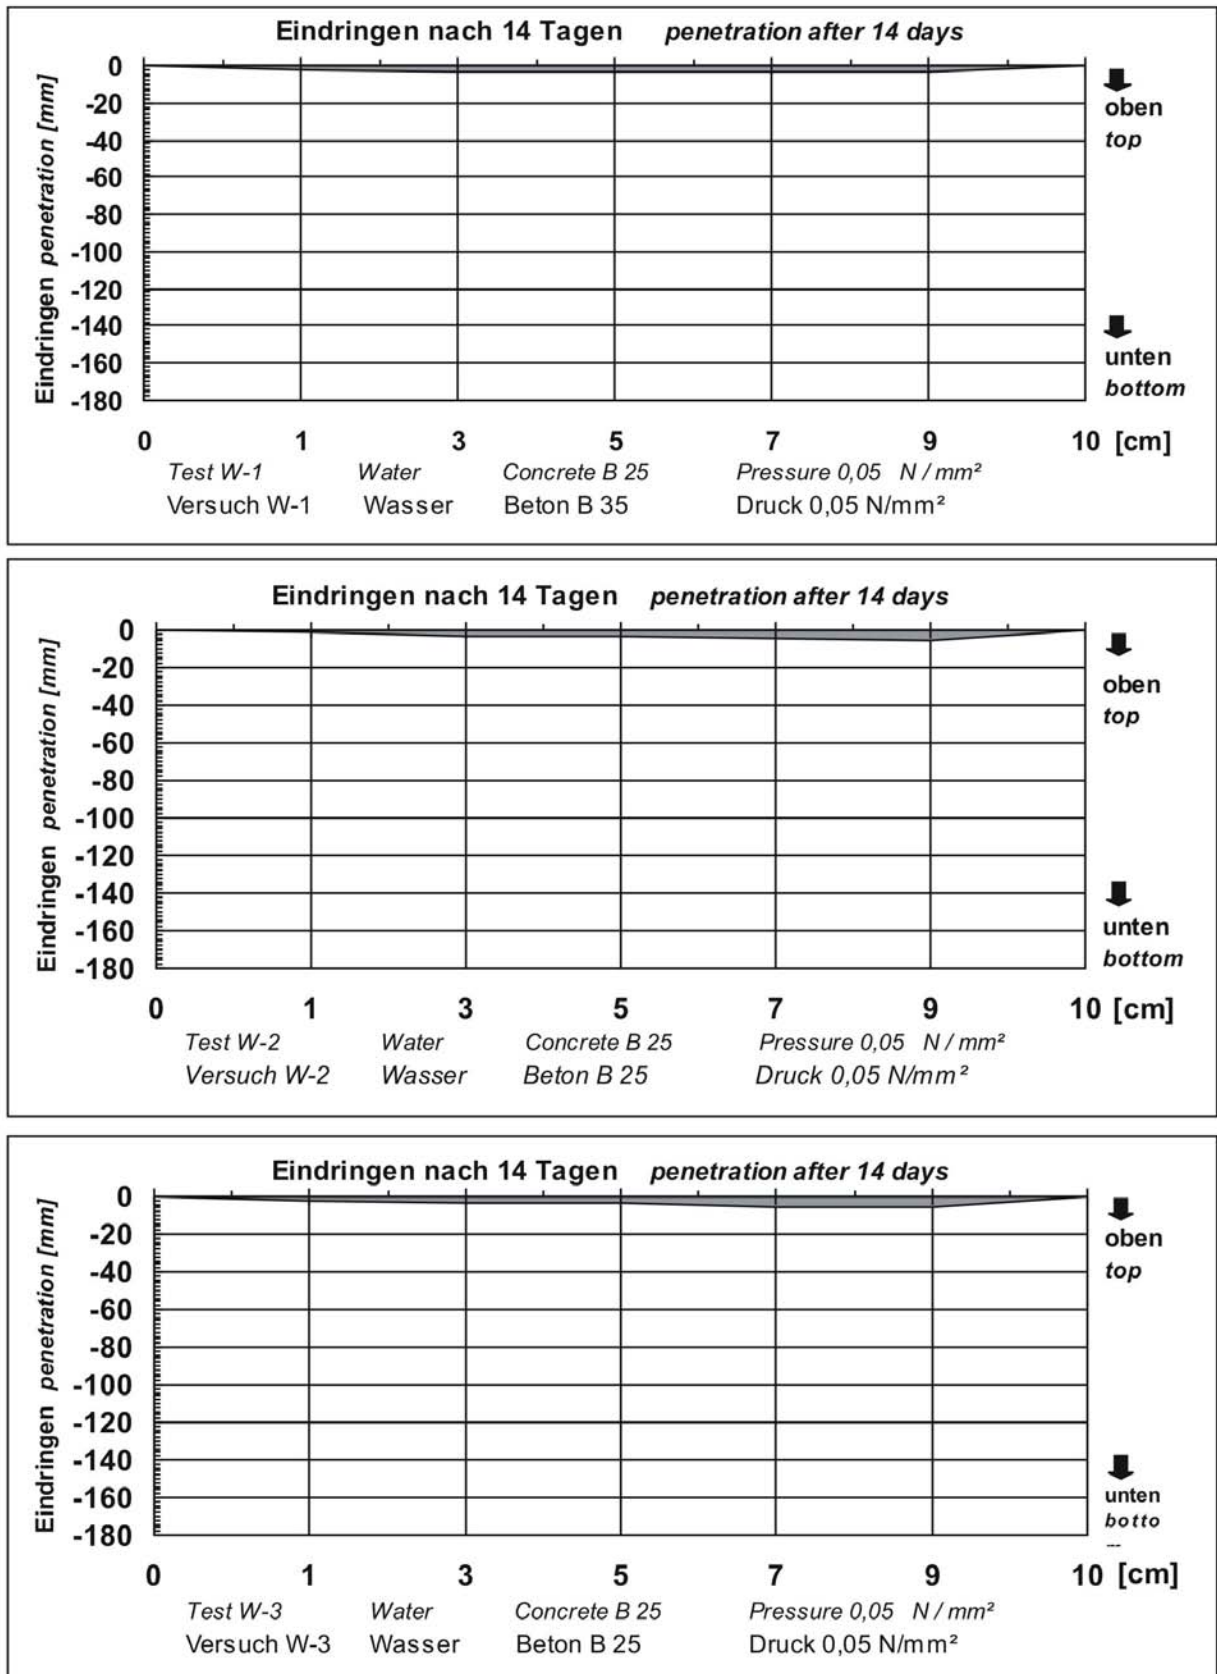 Eindringen nach 14 Tagen penetration after 14 days
Eindringen penetration [mm]
0
-20
-40
-60
-80
-100
-120
-140
-160
-180
oben
top
unten
bottom
0 1 3 5 7 9 10 [cm]
Test W-1 Water Concrete B 25 Pressure 0,05 N / mm²
Versuch W-1 Wasser Beton B 35 Druck 0,05 N/mm²
Eindringen nach 14 Tagen penetration after 14 days
Eindringen penetration [mm]
0
-20
-40
-60
-80
-100
-120
-140
-160
-180
oben
top
unten
bottom
0 1 3 5 7 9 10 [cm]
Test W-2 Water Concrete B 25 Pressure 0,05 N / mm²
Versuch W-2 Wasser Beton B 25 Druck 0,05 N/mm²
Eindringen nach 14 Tagen penetration after 14 days
Eindringen penetration [mm]
0
-20
-40
-60
-80
-100
-120
-140
-160
-180
oben
top
unten
botto
0 1 3 5 7 9 10 [cm]
Test W-3 Water Concrete B 25 Pressure 0,05 N / mm²
Versuch W-3 Wasser Beton B 25 Druck 0,05 N/mm²